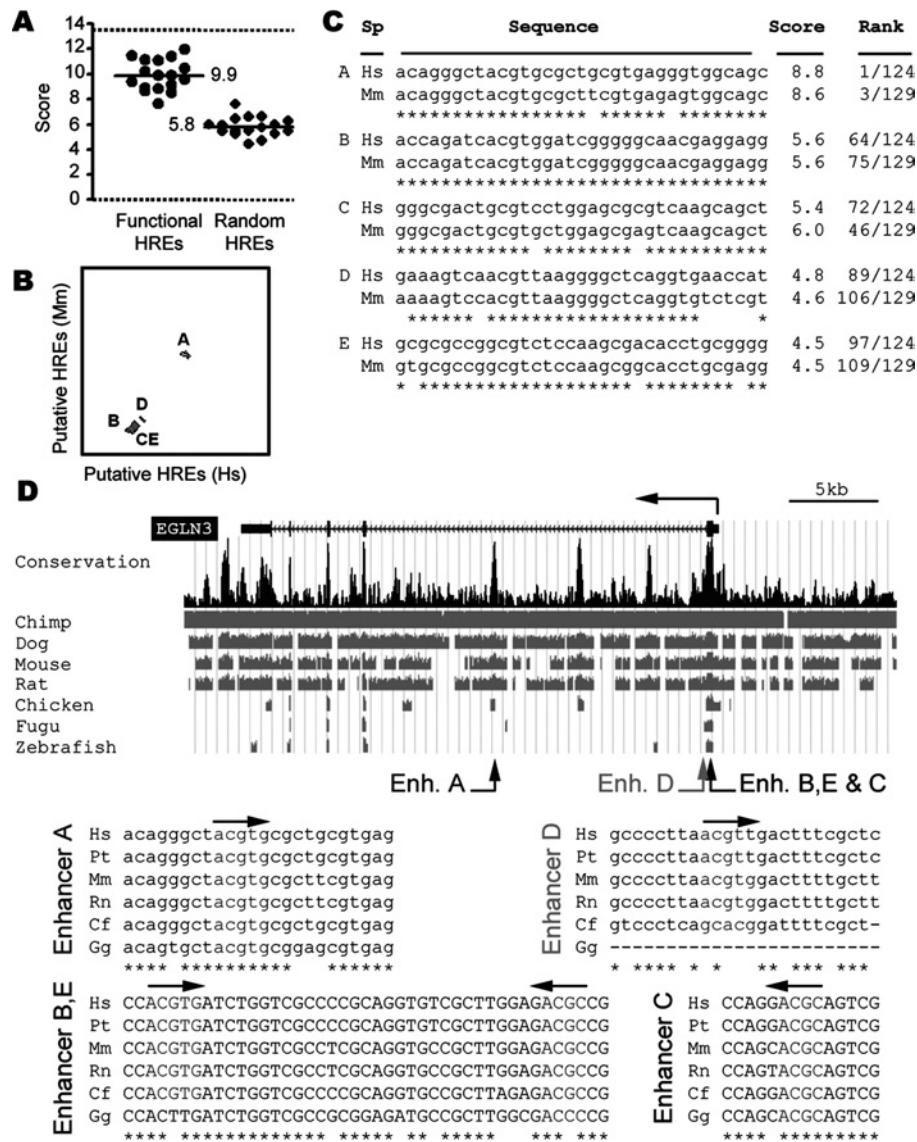 A
Score
14
12
10
8
6
4
2
0
9.9
5.8
Functional HREs
Random HREs
B
Putative HREs (Mm)
A
D
B
CE
Putative HREs (Hs)
C
Sp Sequence Score Rank
A Hs acagggctacgtgcgctgcgtgagggtggcagc 8.8 1/124
Mm acagggctacgtgcgcttcgtgagagtggcagc 8.6 3/129
***************** ****** ********
B Hs accagatcacgtggatcgggggcaacgaggagg 5.6 64/124
Mm accagatcacgtggatcgggggcaacgaggagg 5.6 75/129
*********************************
C Hs gggcgactgcgtcctggagcgcgtcaagcagct 5.4 72/124
Mm gggcgactgcgtgctggagcgagtcaagcagct 6.0 46/129
************ ******** ***********
D Hs gaaagtcaacgttaaggggctcaggtgaaccat 4.8 89/124
Mm aaaagtccacgttaaggggctcaggtgtctcgt 4.6 106/129
****** ******************* *
E Hs gcgcgccggcgtctccaagcgacacctgcgggg 4.5 97/124
Mm gtgcgccggcgtctccaagcggcacctgcgagg 4.5 109/129
* ******************* ******** **
D
5kb
EGLN3
Conservation
Chimp
Dog
Mouse
Rat
Chicken
Fugu
Zebrafish
Enh. A
Enh. D
Enh. B,E & C
Enhancer A
Hs acagggctacgtgcgctgcgtgag
Pt acagggctacgtgcgctgcgtgag
Mm acagggctacgtgcgcttcgtgag
Rn acagggctacgtgcgcttcgtgag
Cf acagggctacgtgcgctgcgtgag
Gg acagtgctacgtgcggagcgtgag
**** ********** ******
Enhancer D
Hs gccccttaacgttgactttcgctc
Pt gccccttaacgttgactttcgctc
Mm gccccttaacgtggacttttgctt
Rn gccccttaacgtggacttttgctt
Cf gtccctcagcacggattttcgct-
Gg ------------------------
* **** * * ** *** ***
Enhancer B,E
Hs CCACGTGATCTGGTCGCCCCCGCAGGTGTCGCTTGGAGACGCCG
Pt CCACGTGATCTGGTCGCCCCCGCAGGTGTCGCTTGGAGACGCCG
Mm CCACGTGATCTGGTCGCCTCGCAGGTGCCGCTTGGAGACGCCG
Rn CCACGTGATCTGGTCGCCTCGCAGGTGCCGCTTGGAGACGCCG
Cf CCACGTGATCTGGTCGCCCCGCAGGTGCCGCTTAGAGACGCCG
Gg CCACTTGATCTGGTCGCCGCGGAGATGCCGCTTGGCGACCCCG
Enhancer C
Hs CCAGGACGCAGTCG
Pt CCAGGACGCAGTCG
Mm CCAGCACGCAGTCG
Rn CCAGTACGCAGTCG
Cf CCAGGACGCAGTCG
Gg CCAGCACGCAGTCG
**** *********